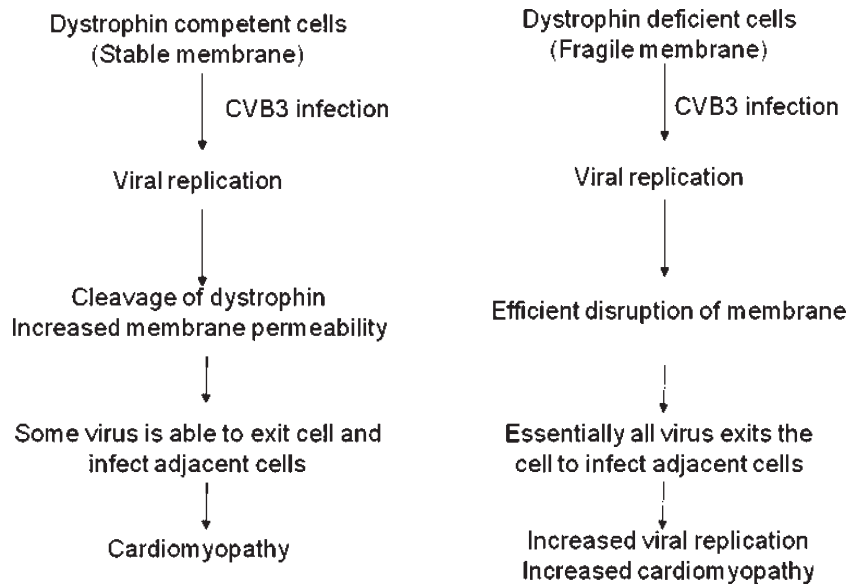 Dystrophin competent cells
(Stable membrane)
CVB3 infection
Viral replication
Cleavage of dystrophin
Increased membrane permeability
Some virus is able to exit cell and
infect adjacent cells
Cardiomyopathy
Dystrophin deficient cells
(Fragile membrane)
CVB3 infection
Viral replication
Efficient disruption of membrane
Essentially all virus exits the
cell to infect adjacent cells
Increased viral replication
Increased cardiomyopathy